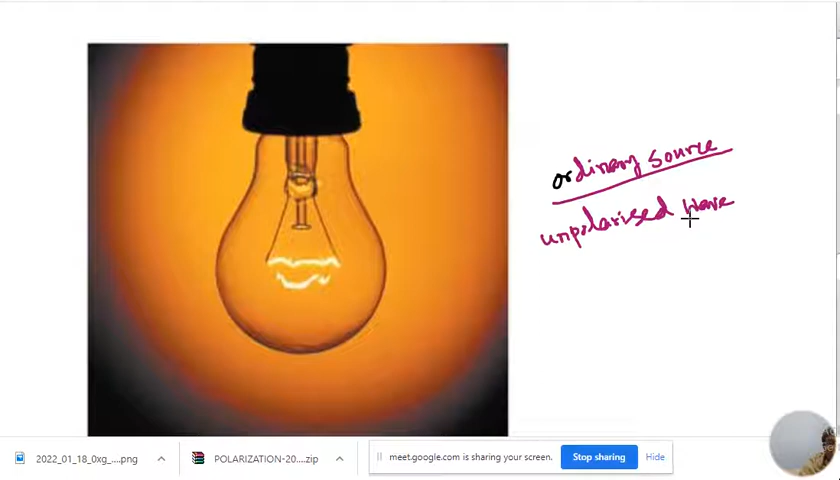 ordinary source
unpolarised wave
2022_01_18_0xg_....png
POLARIZATION-20....zip
meet.google.com is sharing your screen.
Stop sharing
Hide